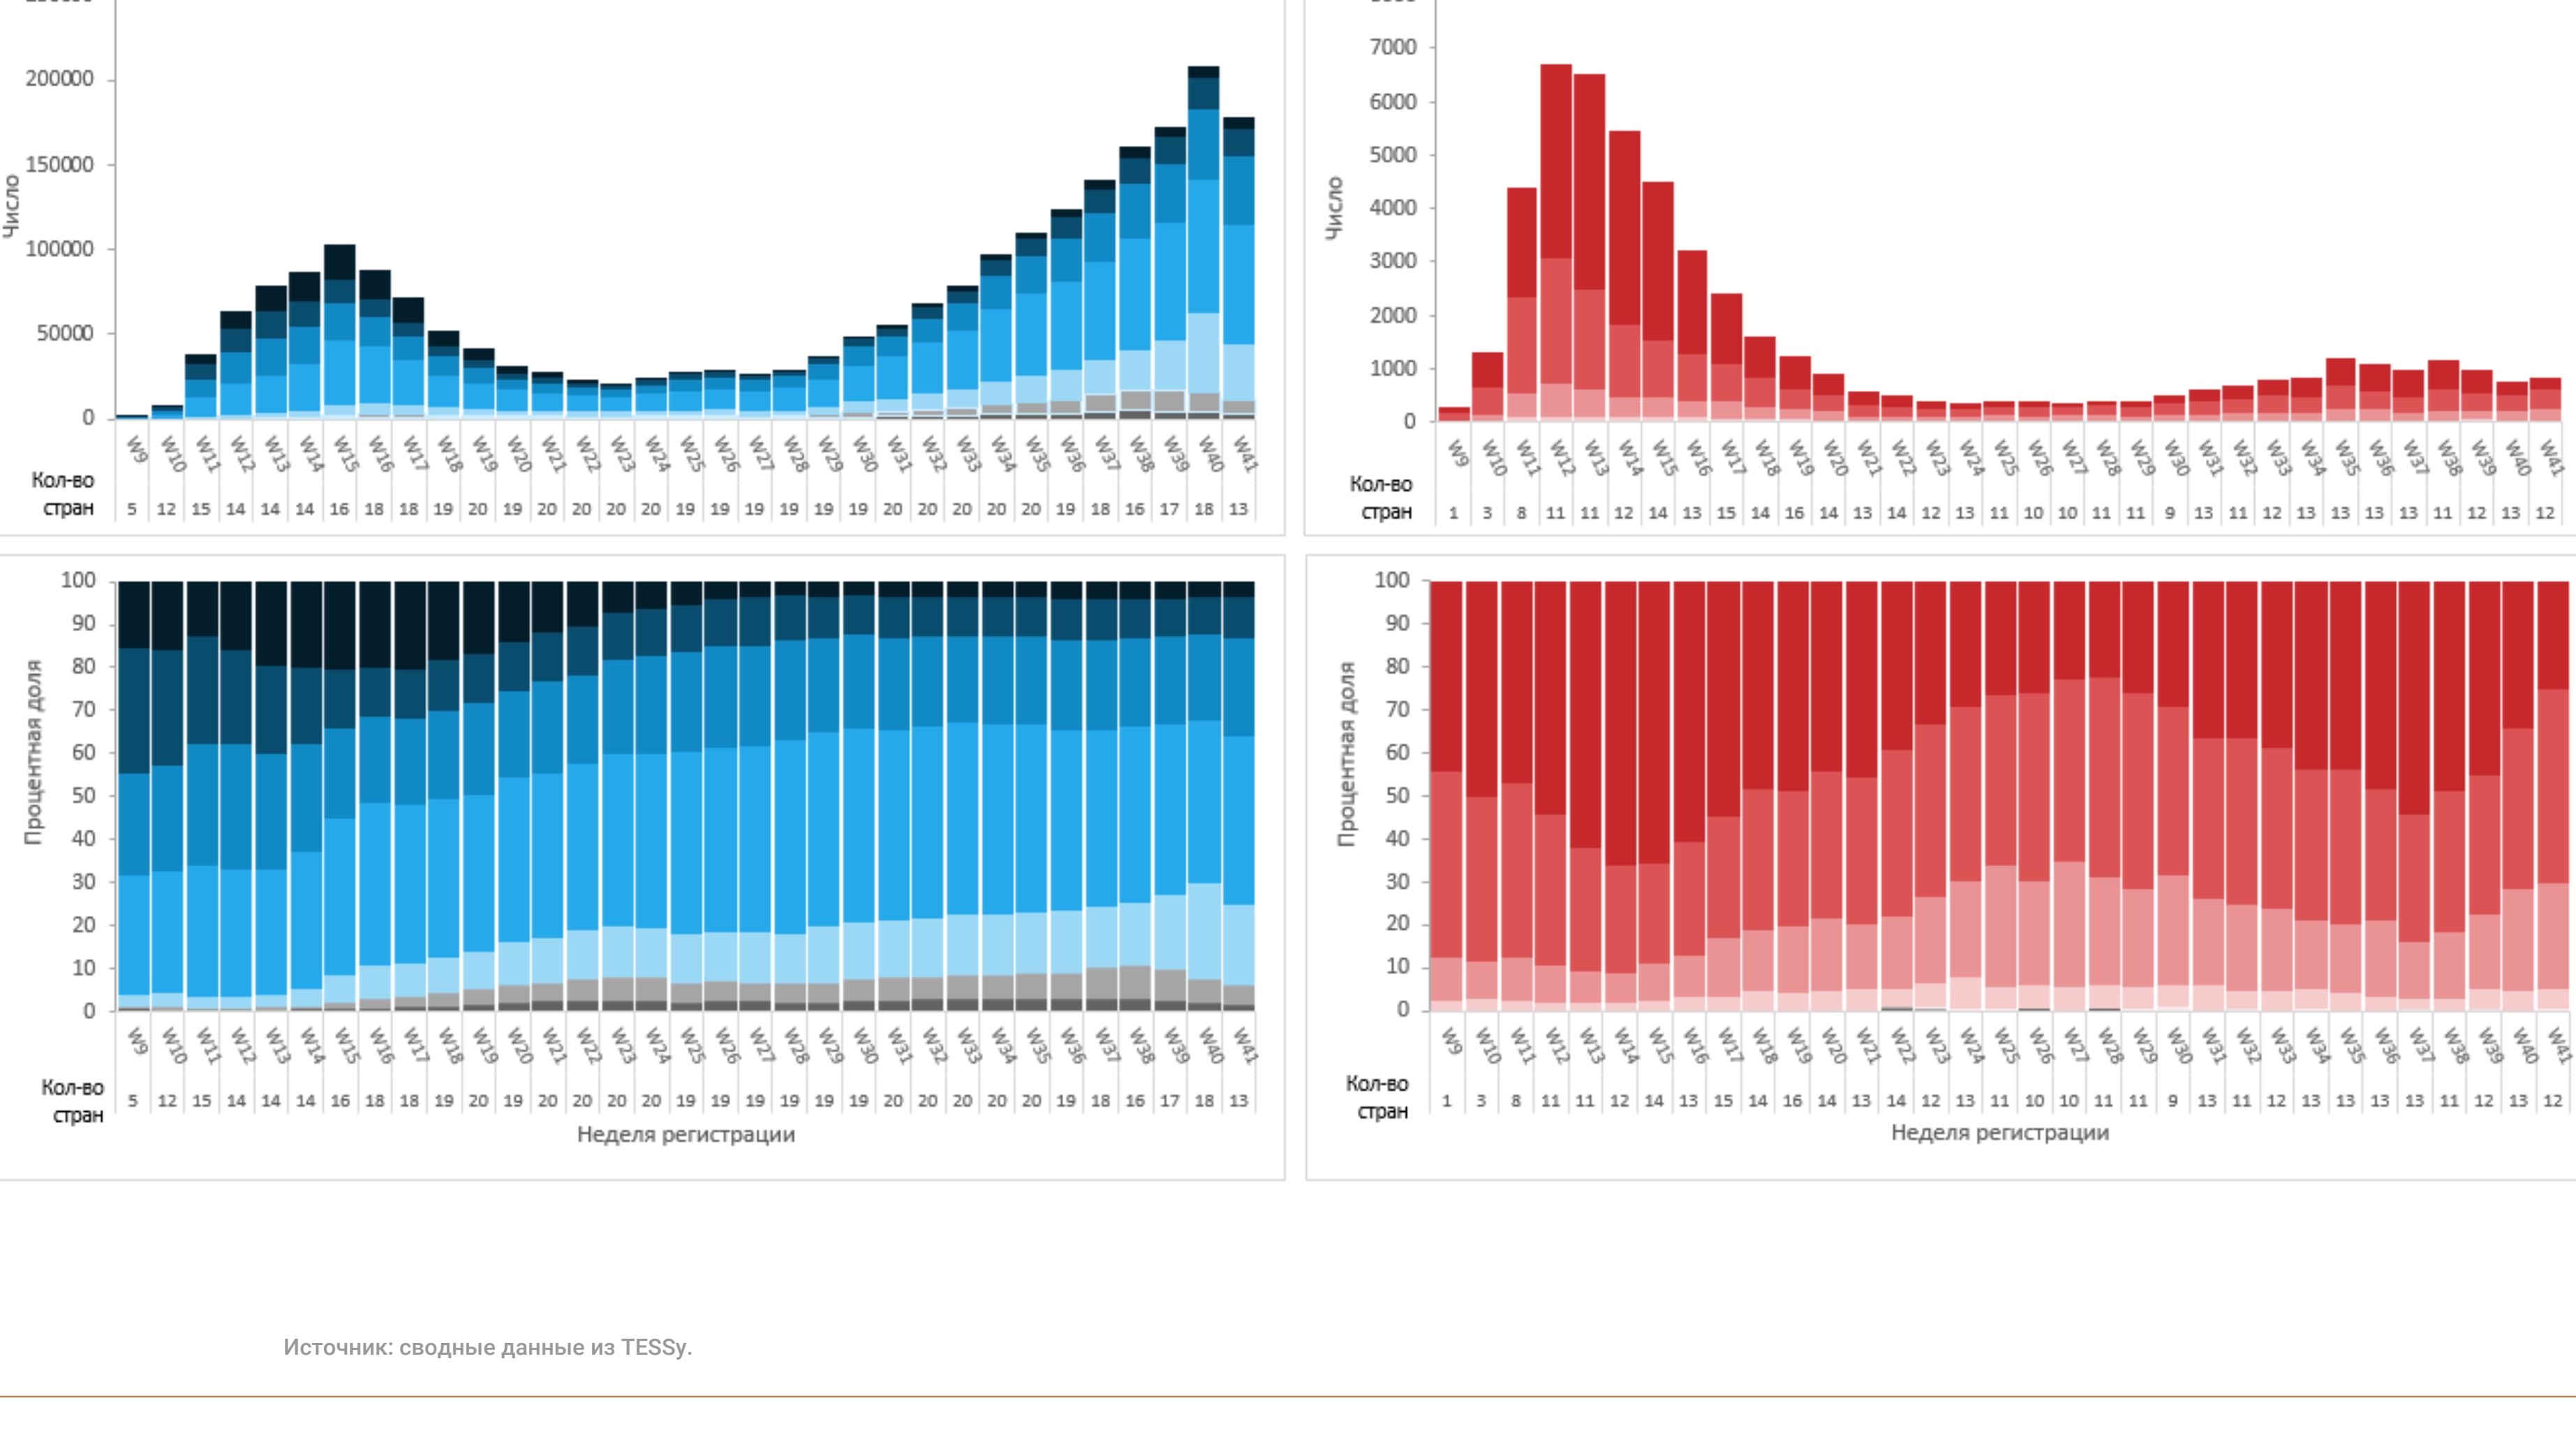 200000
150000
100000
50000
0
Число
W9 W10 W11 W12 W13 W14 W15 W16 W17 W18 W19 W20 W21 W22 W23 W24 W25 W26 W27 W28 W29 W30 W31 W32 W33 W34 W35 W36 W37 W38 W39 W40 W41
Кол-во
стран 5 12 15 14 14 14 16 18 18 19 20 19 20 20 20 20 19 19 19 19 19 19 20 20 20 20 20 19 18 16 17 18 13
7000
6000
5000
4000
3000
2000
1000
0
Число
W9 W10 W11 W12 W13 W14 W15 W16 W17 W18 W19 W20 W21 W22 W23 W24 W25 W26 W27 W28 W29 W30 W31 W32 W33 W34 W35 W36 W37 W38 W39 W40 W41
Кол-во
стран 1 3 8 11 11 12 14 13 15 14 16 14 13 14 12 13 11 10 10 11 11 9 13 11 12 13 13 13 13 11 12 13 12
100
90
80
70
60
50
40
30
20
10
0
Процентная доля
W9 W10 W11 W12 W13 W14 W15 W16 W17 W18 W19 W20 W21 W22 W23 W24 W25 W26 W27 W28 W29 W30 W31 W32 W33 W34 W35 W36 W37 W38 W39 W40 W41
Кол-во
стран 5 12 15 14 14 14 16 18 18 19 20 19 20 20 20 20 19 19 19 19 19 19 20 20 20 20 20 19 18 16 17 18 13
Неделя регистрации
100
90
80
70
60
50
40
30
20
10
0
Процентная доля
W9 W10 W11 W12 W13 W14 W15 W16 W17 W18 W19 W20 W21 W22 W23 W24 W25 W26 W27 W28 W29 W30 W31 W32 W33 W34 W35 W36 W37 W38 W39 W40 W41
Кол-во
стран 1 3 8 11 11 12 14 13 15 14 16 14 13 14 12 13 11 10 10 11 11 9 13 11 12 13 13 13 13 11 12 13 12
Неделя регистрации
Источник: сводные данные из TESSy.